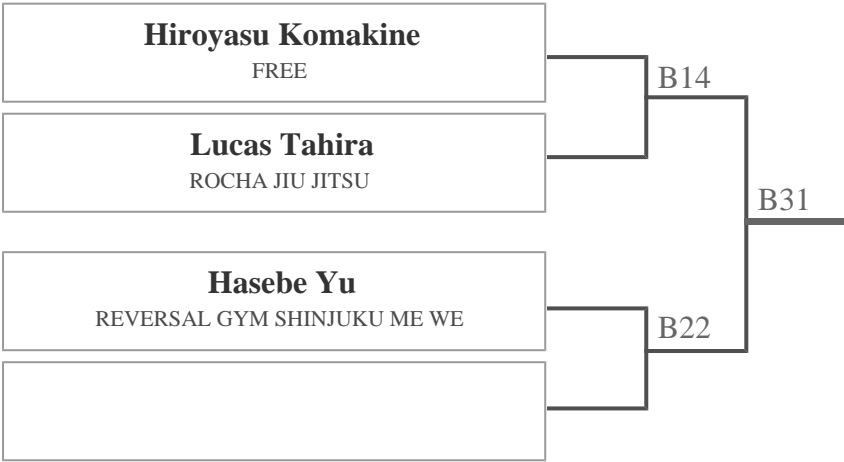 Hiroyasu Komakine
FREE
B14
Lucas Tahira
ROCHA JIU JITSU
B31
Hasebe Yu
REVERSAL GYM SHINJUKU ME WE
B22